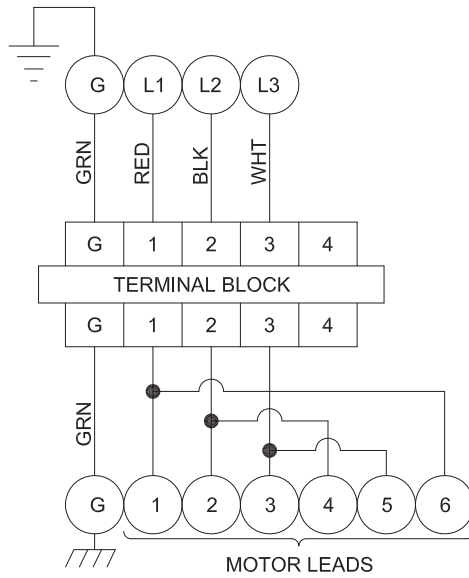 G L1 L2 L3
GRN RED BLK WHT
G 1 2 3 4
TERMINAL BLOCK
G 1 2 3 4
GRN
G 1 2 3 4 5 6
MOTOR LEADS